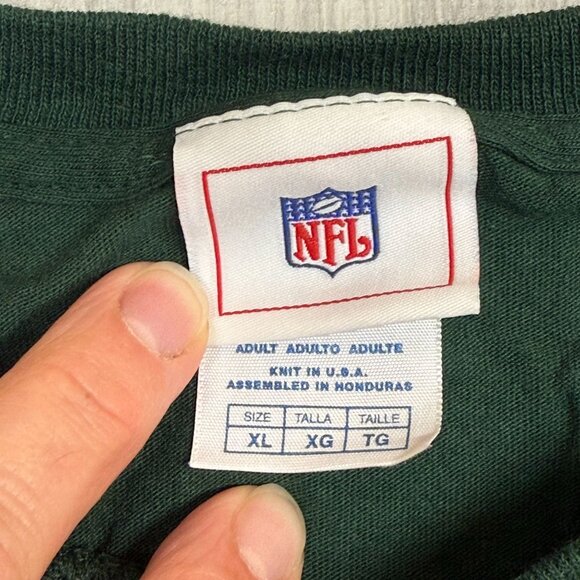 NFL
ADULT ADULTO ADULTE
KNIT IN U.S.A.
ASSEMBLED IN HONDURAS
SIZE TALLA TAILLE
XL XG TG